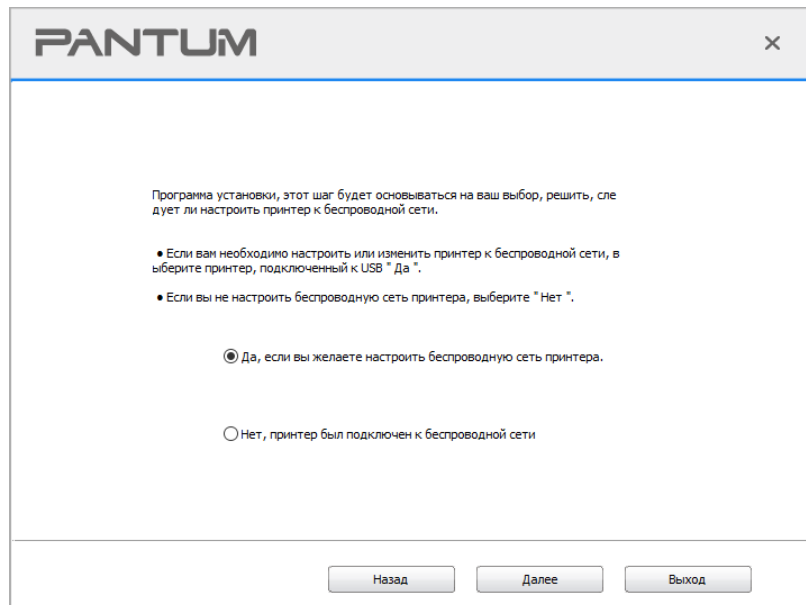 PANTUM
Программа установки, этот шаг будет основываться на ваш выбор, решить, сле
дует ли настроить принтер к беспроводной сети.
• Если вам необходимо настроить или изменить принтер к беспроводной сети, в
ыберите принтер, подключенный к USB " Да ".
• Если вы не настроить беспроводную сеть принтера, выберите " Нет ".
Да, если вы желаете настроить беспроводную сеть принтера.
Нет, принтер был подключен к беспроводной сети
Назад Далее Выход